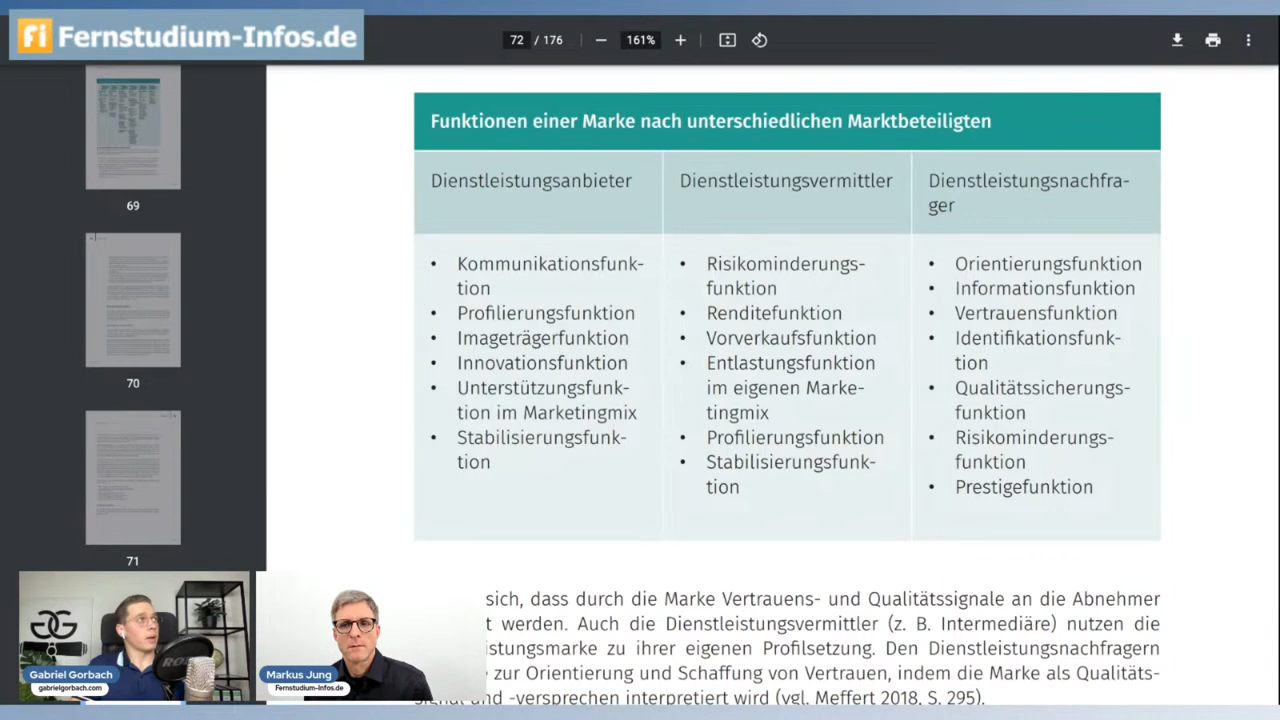 fi Fernstudium-Infos.de
72 / 176
161%
69
70
71
Funktionen einer Marke nach unterschiedlichen Marktbeteiligten
Dienstleistungsanbieter
Dienstleistungsvermittler
Dienstleistungsnachfra-
ger
• Kommunikationsfunk-
tion
• Profilierungsfunktion
• Imageträgerfunktion
• Innovationsfunktion
• Unterstützungsfunk-
tion im Marketingmix
• Stabilisierungsfunk-
tion
• Risikominderungs-
funktion
• Renditefunktion
• Vorverkaufsfunktion
• Entlastungsfunktion
im eigenen Marke-
tingmix
• Profilierungsfunktion
• Stabilisierungsfunk-
tion
• Orientierungsfunktion
• Informationsfunktion
• Vertrauensfunktion
• Identifikationsfunk-
tion
• Qualitätssicherungs-
funktion
• Risikominderungs-
funktion
• Prestigefunktion
sich, dass durch die Marke Vertrauens- und Qualitätssignale an die Abnehmer
t werden. Auch die Dienstleistungsvermittler (z. B. Intermediäre) nutzen die
istungsmarke zu ihrer eigenen Profilsetzung. Den Dienstleistungsnachfragern
zur Orientierung und Schaffung von Vertrauen, indem die Marke als Qualitäts-
signal und -versprechen interpretiert wird (vgl. Meffert 2018, S. 295).
GG
RODE
Gabriel Gorbach
gabrielgorbach.com
Markus Jung
Fernstudium-Infos.de